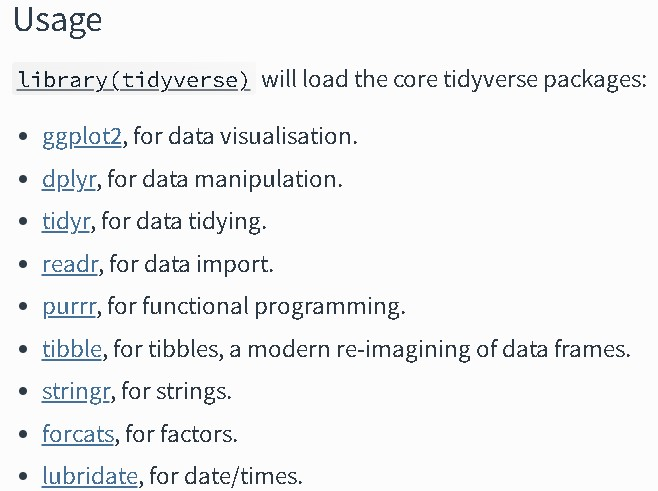 Usage
library(tidyverse) will load the core tidyverse packages:
• ggplot2, for data visualisation.
• dplyr, for data manipulation.
• tidyr, for data tidying.
• readr, for data import.
• purrr, for functional programming.
• tibble, for tibbles, a modern re-imagining of data frames.
• stringr, for strings.
• forcats, for factors.
• lubridate, for date/times.